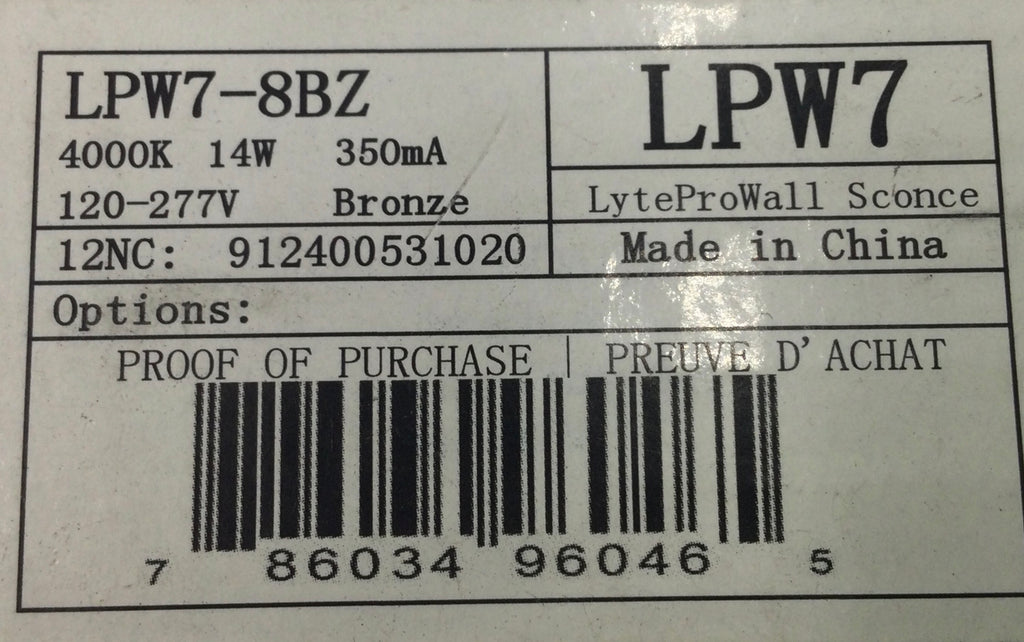 LPW7-8BZ
4000K 14W 350mA
120-277V Bronze
12NC: 912400531020
LPW7
LyteProWall Sconce
Made in China
Options:
PROOF OF PURCHASE | PREUVE D'ACHAT
7 86034 96046 5